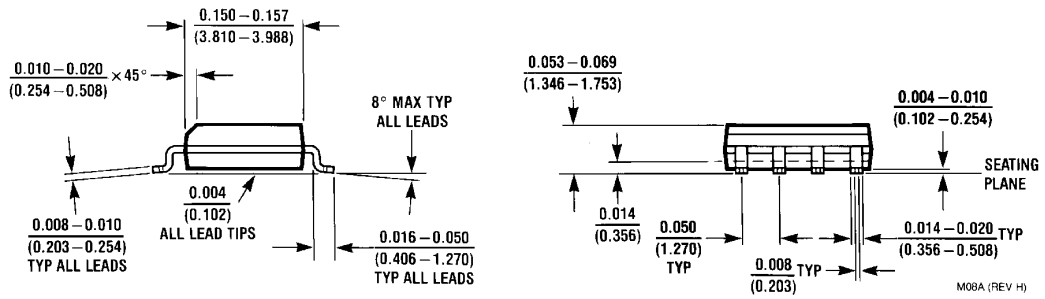 0.150 – 0.157
(3.810 – 3.988)
0.010 – 0.020
(0.254 – 0.508)
× 45°
8° MAX TYP
ALL LEADS
0.004
(0.102)
ALL LEAD TIPS
0.008 – 0.010
(0.203 – 0.254)
TYP ALL LEADS
0.016 – 0.050
(0.406 – 1.270)
TYP ALL LEADS
0.053 – 0.069
(1.346 – 1.753)
0.004 – 0.010
(0.102 – 0.254)
SEATING
PLANE
0.014
(0.356)
0.050
(1.270)
TYP
0.014 – 0.020
(0.356 – 0.508)
TYP
0.008
(0.203)
TYP
M08A (REV H)